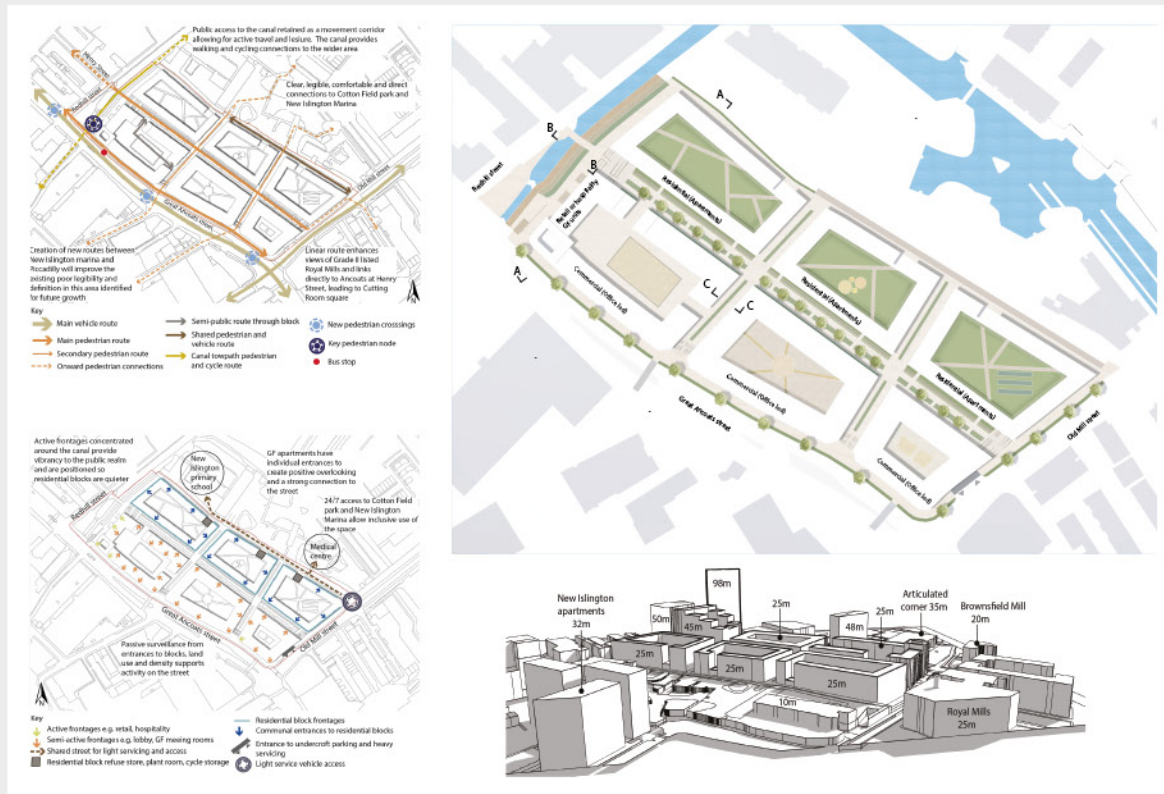 Public access to the canal retained as a movement corridor
allowing for active travel and lesiure. The canal provides
walking and cycling connections to the wider area
Clear, legible, comfortable and direct
connections to Cotton Field park and
New Islington Marina
Henry Street
Redhill street
Old Mill street
Great Ancoats street
Creation of new routes between
New Islington marina and
Piccadilly will improve the
existing poor legibility and
definition in this area identified
for future growth
Linear route enhances
views of Grade II listed
Royal Mills and links
directly to Ancoats at Henry
Street, leading to Cutting
Room square
N
Key
Main vehicle route
Main pedestrian route
Secondary pedestrian route
Onward pedestrian connections
Semi-public route through block
Shared pedestrian and
vehicle route
Canal towpath pedestrian
and cycle route
New pedestrian crosssings
Key pedestrian node
Bus stop
A
B
B
Redhill street
Retail or hospitality
GF units
Residential (Apartments)
A
Commercial (Office led)
C
C
Residential (Apartments)
Commercial (Office led)
Great Ancoats street
Residential (Apartments)
Commercial (Office led)
Old Mill street
Active frontages concentrated
around the canal provide
vibrancy to the public realm
and are positioned so
residential blocks are quieter
New
Islington
primary
school
GF apartments have
individual entrances to
create positive overlooking
and a strong connection to
the street
24/7 access to Cotton Field
park and New Islington
Marina allow inclusive use of
the space
Medical
centre
Redhill street
Great Ancoats street
Old Mill street
Passive surveillance from
entrances to blocks, land
use and density supports
activity on the street
N
Key
Active frontages e.g. retail, hospitality
Semi-active frontages e.g. lobby, GF meeing rooms
Shared street for light servicing and access
Residential block refuse store, plant room, cycle storage
Residential block frontages
Communal entrances to residential blocks
Entrance to undercroft parking and heavy
servicing
Light service vehicle access
New Islington
apartments
32m
50m
45m
98m
25m
25m
25m
48m
25m
Articulated
corner 35m
Brownsfield Mill
20m
25m
10m
Royal Mills
25m